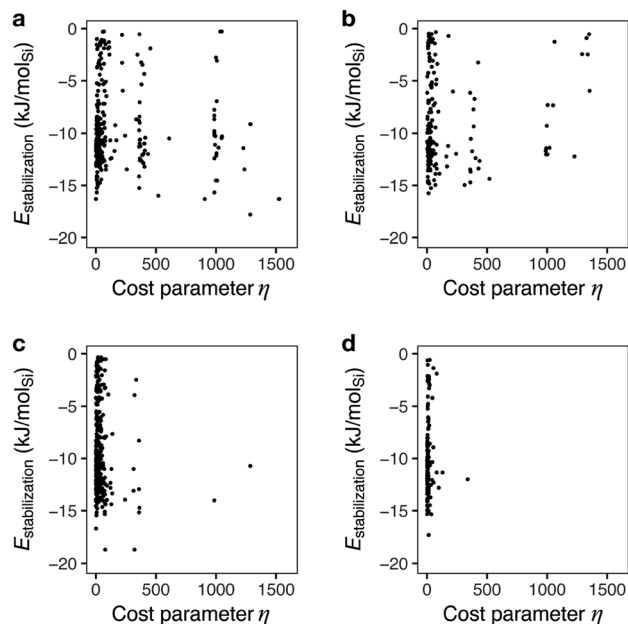 a
E_stabilization (kJ/mol_Si)
0
−5
−10
−15
−20
0 500 1000 1500
Cost parameter η
b
E_stabilization (kJ/mol_Si)
0
−5
−10
−15
−20
0 500 1000 1500
Cost parameter η
c
E_stabilization (kJ/mol_Si)
0
−5
−10
−15
−20
0 500 1000 1500
Cost parameter η
d
E_stabilization (kJ/mol_Si)
0
−5
−10
−15
−20
0 500 1000 1500
Cost parameter η